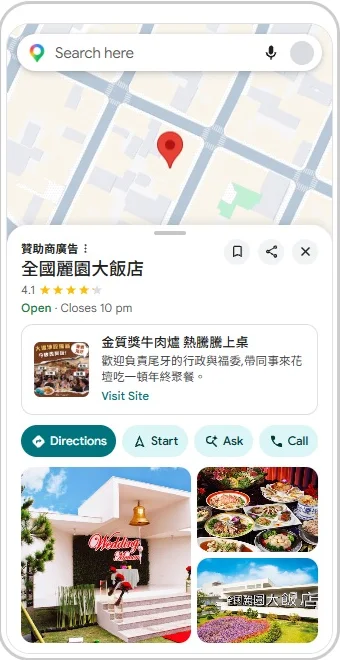 Search here
贊助商廣告
全國麗園大飯店
4.1
Open · Closes 10 pm
金質獎牛肉爐 熱騰騰上桌
歡迎負責尾牙的行政與福委,帶同事來花
壇吃一頓年終聚餐。
Visit Site
Directions
Start
Ask
Call
Wedding
全國麗園大飯店